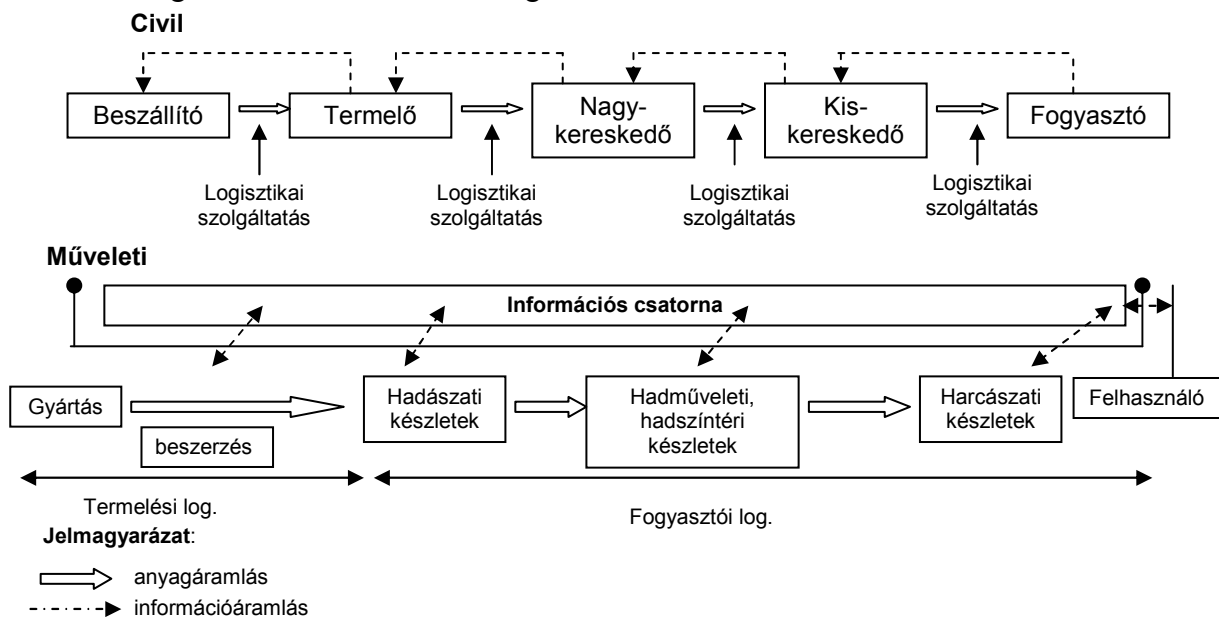 Civil
Beszállító
Termelő
Nagy-
kereskedő
Kis-
kereskedő
Fogyasztó
Logisztikai
szolgáltatás
Logisztikai
szolgáltatás
Logisztikai
szolgáltatás
Logisztikai
szolgáltatás
Műveleti
Információs csatorna
Gyártás
beszerzés
Hadászati
készletek
Hadműveleti,
hadszíntéri
készletek
Harcászati
készletek
Felhasználó
Termelési log.
Fogyasztói log.
Jelmagyarázat:
anyagáramlás
információáramlás